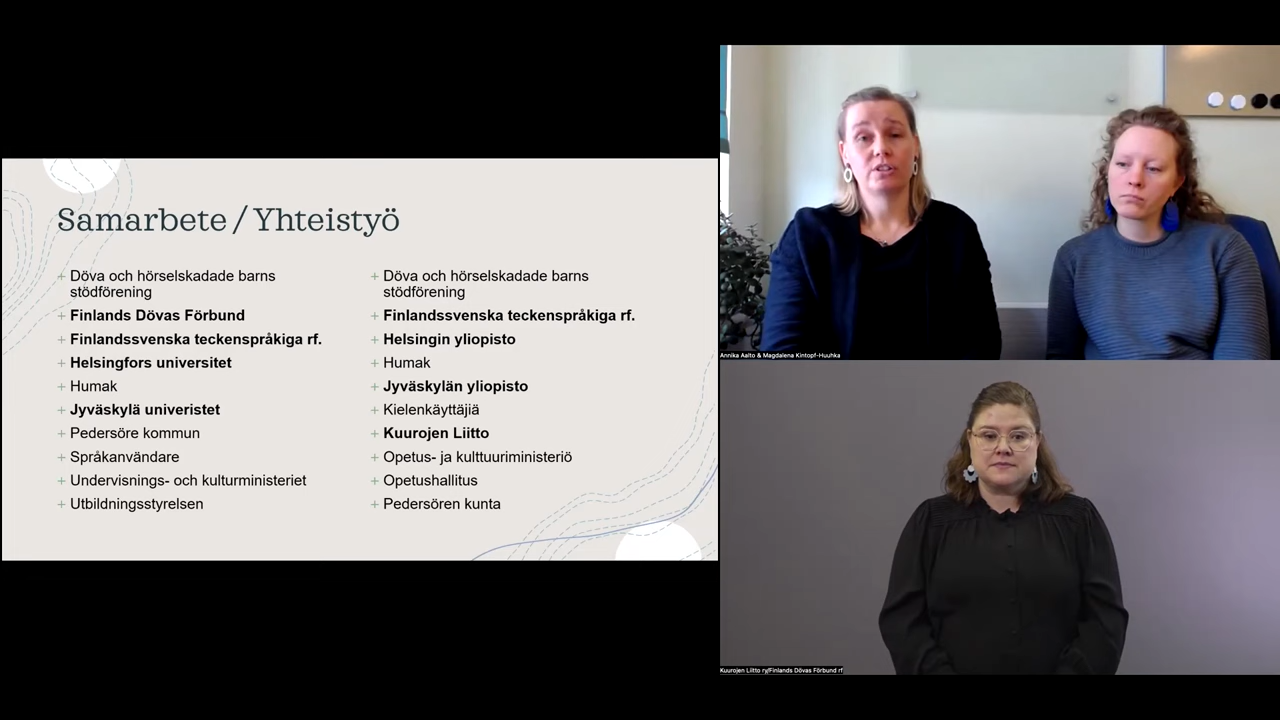 Samarbete / Yhteistyö
+ Döva och hörselskadade barns
stödförening
+ Finlands Dövas Förbund
+ Finlandssvenska teckenspråkiga rf.
+ Helsingfors universitet
+ Humak
+ Jyväskylä univeristet
+ Pedersöre kommun
+ Språkanvändare
+ Undervisnings- och kulturministeriet
+ Utbildningsstyrelsen
+ Döva och hörselskadade barns
stödförening
+ Finlandssvenska teckenspråkiga rf.
+ Helsingin yliopisto
+ Humak
+ Jyväskylän yliopisto
+ Kielenkäyttäjiä
+ Kuurojen Liitto
+ Opetus- ja kulttuuriministeriö
+ Opetushallitus
+ Pedersören kunta
Annika Aalto & Magdalena Kintopf-Huuhka
Kuurojen Liitto ry/Finlands Dövas Förbund rf